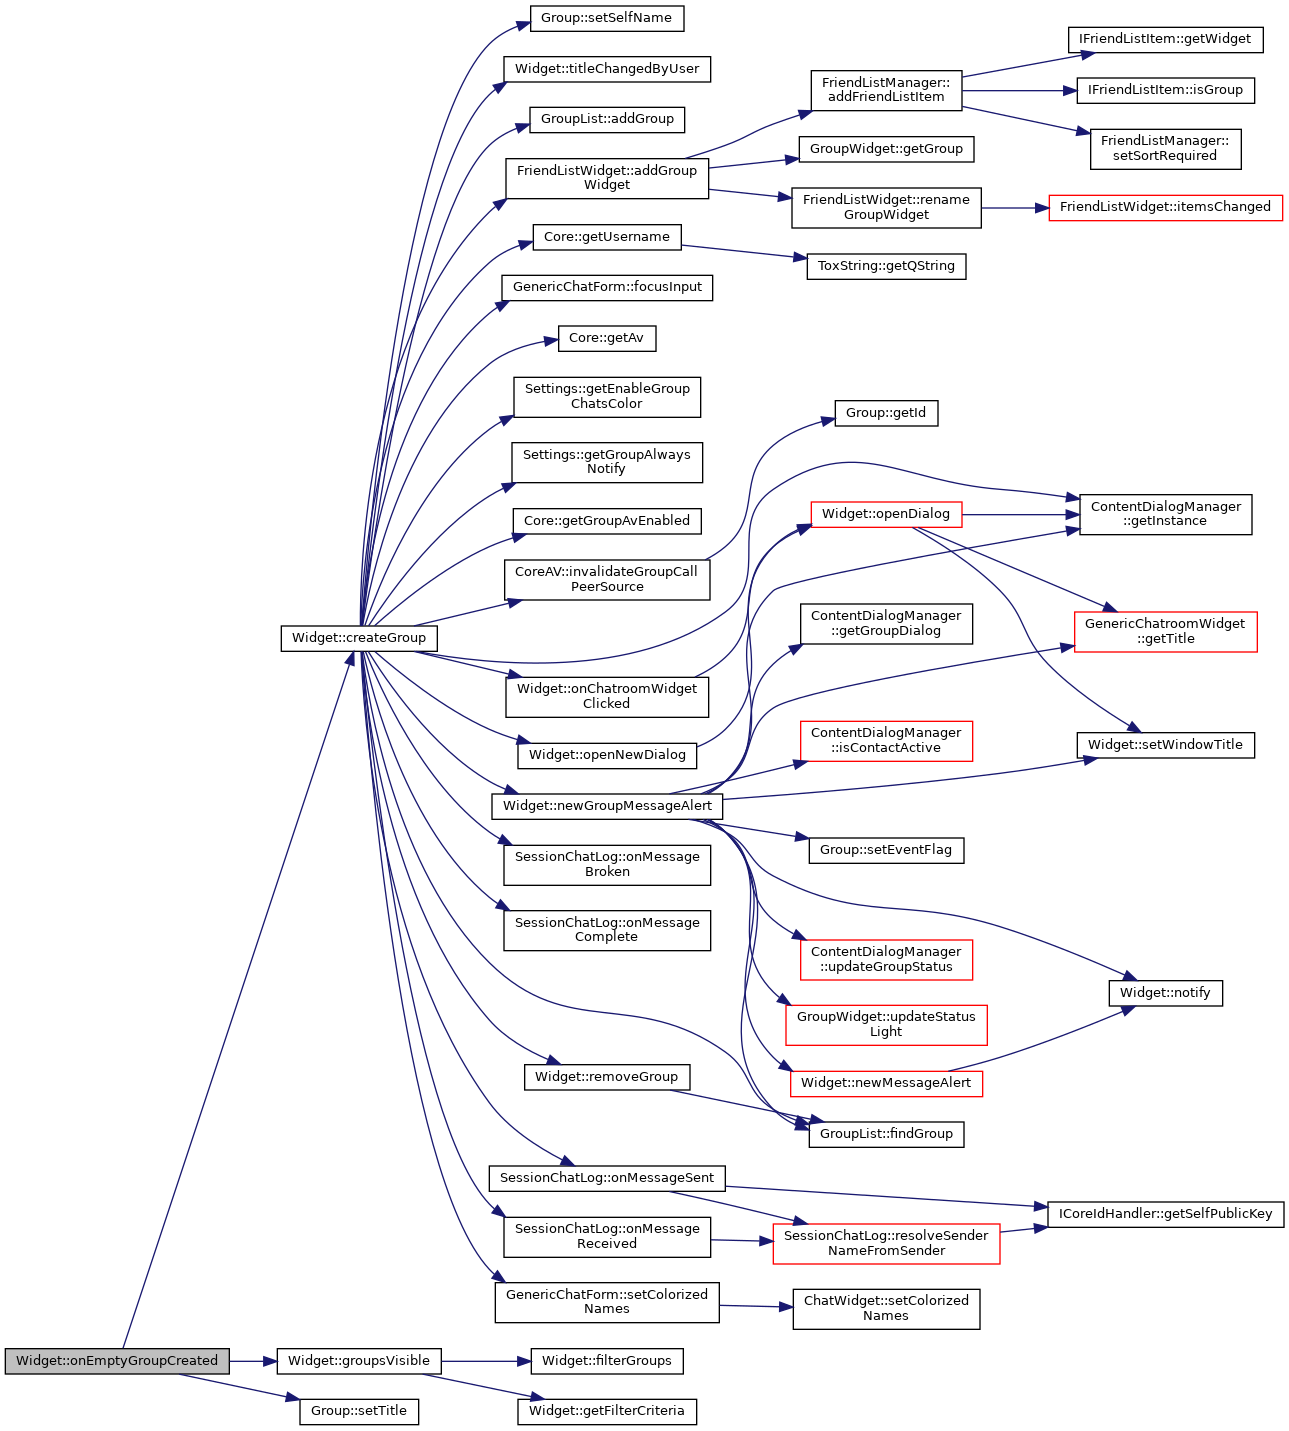 Group::setSelfName
Widget::titleChangedByUser
GroupList::addGroup
FriendListWidget::addGroup
Widget
Core::getUsername
GenericChatForm::focusInput
Core::getAv
Settings::getEnableGroup
ChatsColor
Settings::getGroupAlways
Notify
Core::getGroupAvEnabled
CoreAV::invalidateGroupCall
PeerSource
Widget::createGroup
Widget::onChatroomWidget
Clicked
Widget::openNewDialog
Widget::newGroupMessageAlert
SessionChatLog::onMessage
Broken
SessionChatLog::onMessage
Complete
Widget::removeGroup
SessionChatLog::onMessageSent
SessionChatLog::onMessage
Received
GenericChatForm::setColorized
Names
Widget::onEmptyGroupCreated
Widget::groupsVisible
Group::setTitle
Widget::filterGroups
Widget::getFilterCriteria
FriendListManager::
addFriendListItem
GroupWidget::getGroup
FriendListWidget::rename
GroupWidget
ToxString::getQString
Group::getId
Widget::openDialog
ContentDialogManager
::getGroupDialog
ContentDialogManager
::isContactActive
Group::setEventFlag
ContentDialogManager
::updateGroupStatus
GroupWidget::updateStatus
Light
Widget::newMessageAlert
GroupList::findGroup
SessionChatLog::resolveSender
NameFromSender
ChatWidget::setColorized
Names
IFriendListItem::getWidget
IFriendListItem::isGroup
FriendListManager::
setSortRequired
FriendListWidget::itemsChanged
ContentDialogManager
::getInstance
GenericChatroomWidget
::getTitle
Widget::setWindowTitle
Widget::notify
ICoreIdHandler::getSelfPublicKey